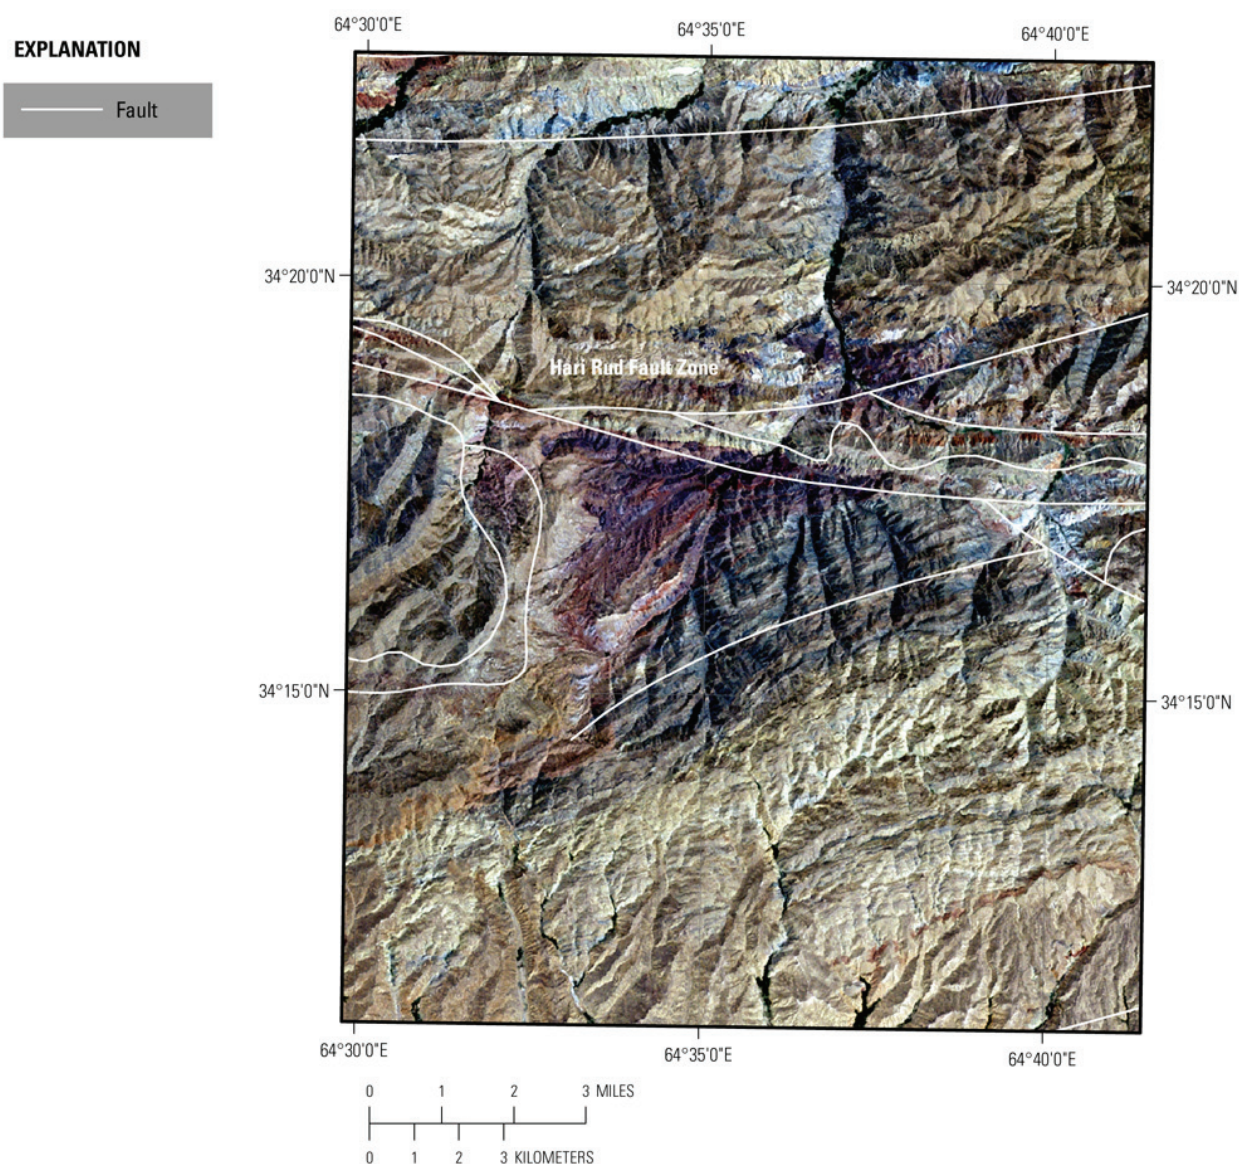 64°30'0"E
64°35'0"E
64°40'0"E
EXPLANATION
Fault
34°20'0"N
34°20'0"N
Hari Rud Fault Zone
34°15'0"N
34°15'0"N
64°30'0"E
64°35'0"E
64°40'0"E
0 1 2 3 MILES
0 1 2 3 KILOMETERS